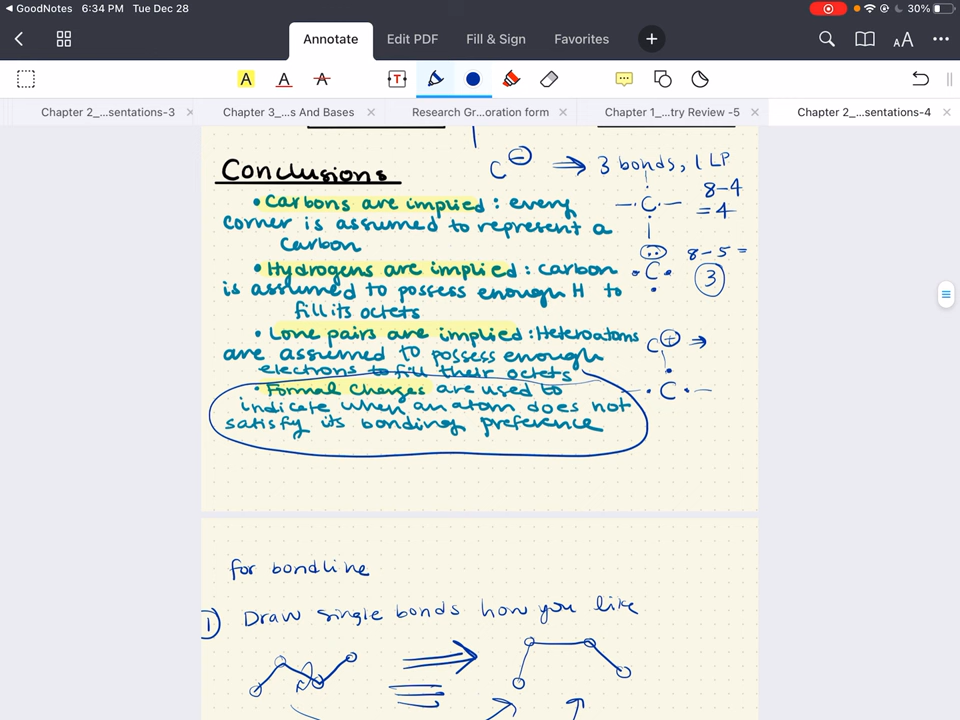 GoodNotes 6:34 PM Tue Dec 28 30%
Annotate Edit PDF Fill & Sign Favorites
A A A T AA
Chapter 2_...sentations-3 Chapter 3_...s And Bases Research Gr...oration form Chapter 1_...try Review -5 Chapter 2_...sentations-4
C ⊖ ⇒ 3 bonds, 1 LP
Conclusions
8-4
• Carbons are implied : every
C = 4
corner is assumed to represent a
carbon
8-5 =
• Hydrogens are implied : carbon
C 3
is assumed to possess enough H to
fill its octets
• Lone pairs are implied : Heteroatoms
C ⊕ ⇒
are assumed to possess enough
electrons to fill their octets
• Formal Charges are used to
C
indicate when an atom does not
satisfy its bonding preference
for bondline
1) Draw single bonds how you like